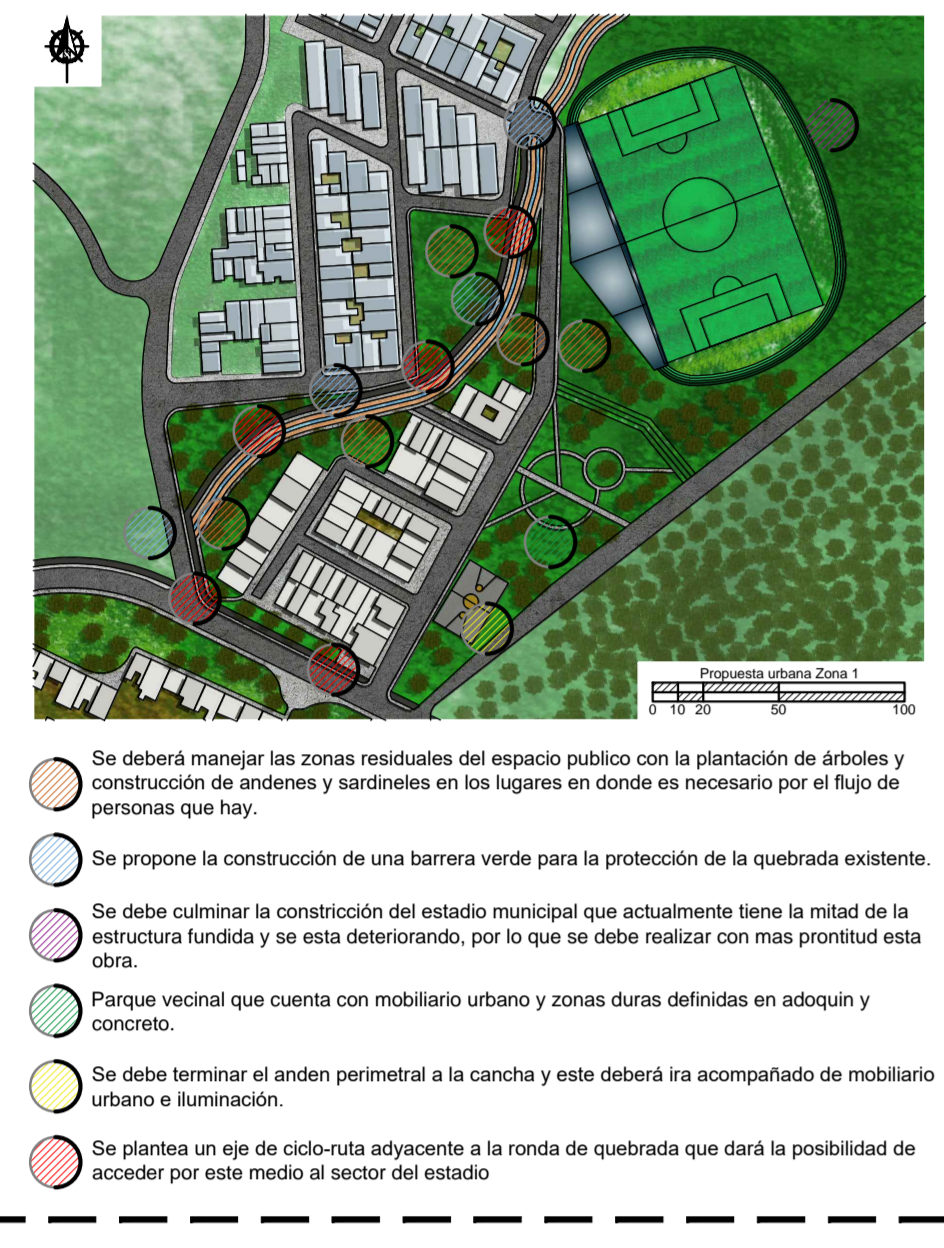 Propuesta urbana Zona 1
0 10 20 50 100
Se deberá manejar las zonas residuales del espacio publico con la plantación de árboles y
construcción de andenes y sardineles en los lugares en donde es necesario por el flujo de
personas que hay.
Se propone la construcción de una barrera verde para la protección de la quebrada existente.
Se debe culminar la constricción del estadio municipal que actualmente tiene la mitad de la
estructura fundida y se esta deteriorando, por lo que se debe realizar con mas prontitud esta
obra.
Parque vecinal que cuenta con mobiliario urbano y zonas duras definidas en adoquin y
concreto.
Se debe terminar el anden perimetral a la cancha y este deberá ira acompañado de mobiliario
urbano e iluminación.
Se plantea un eje de ciclo-ruta adyacente a la ronda de quebrada que dará la posibilidad de
acceder por este medio al sector del estadio